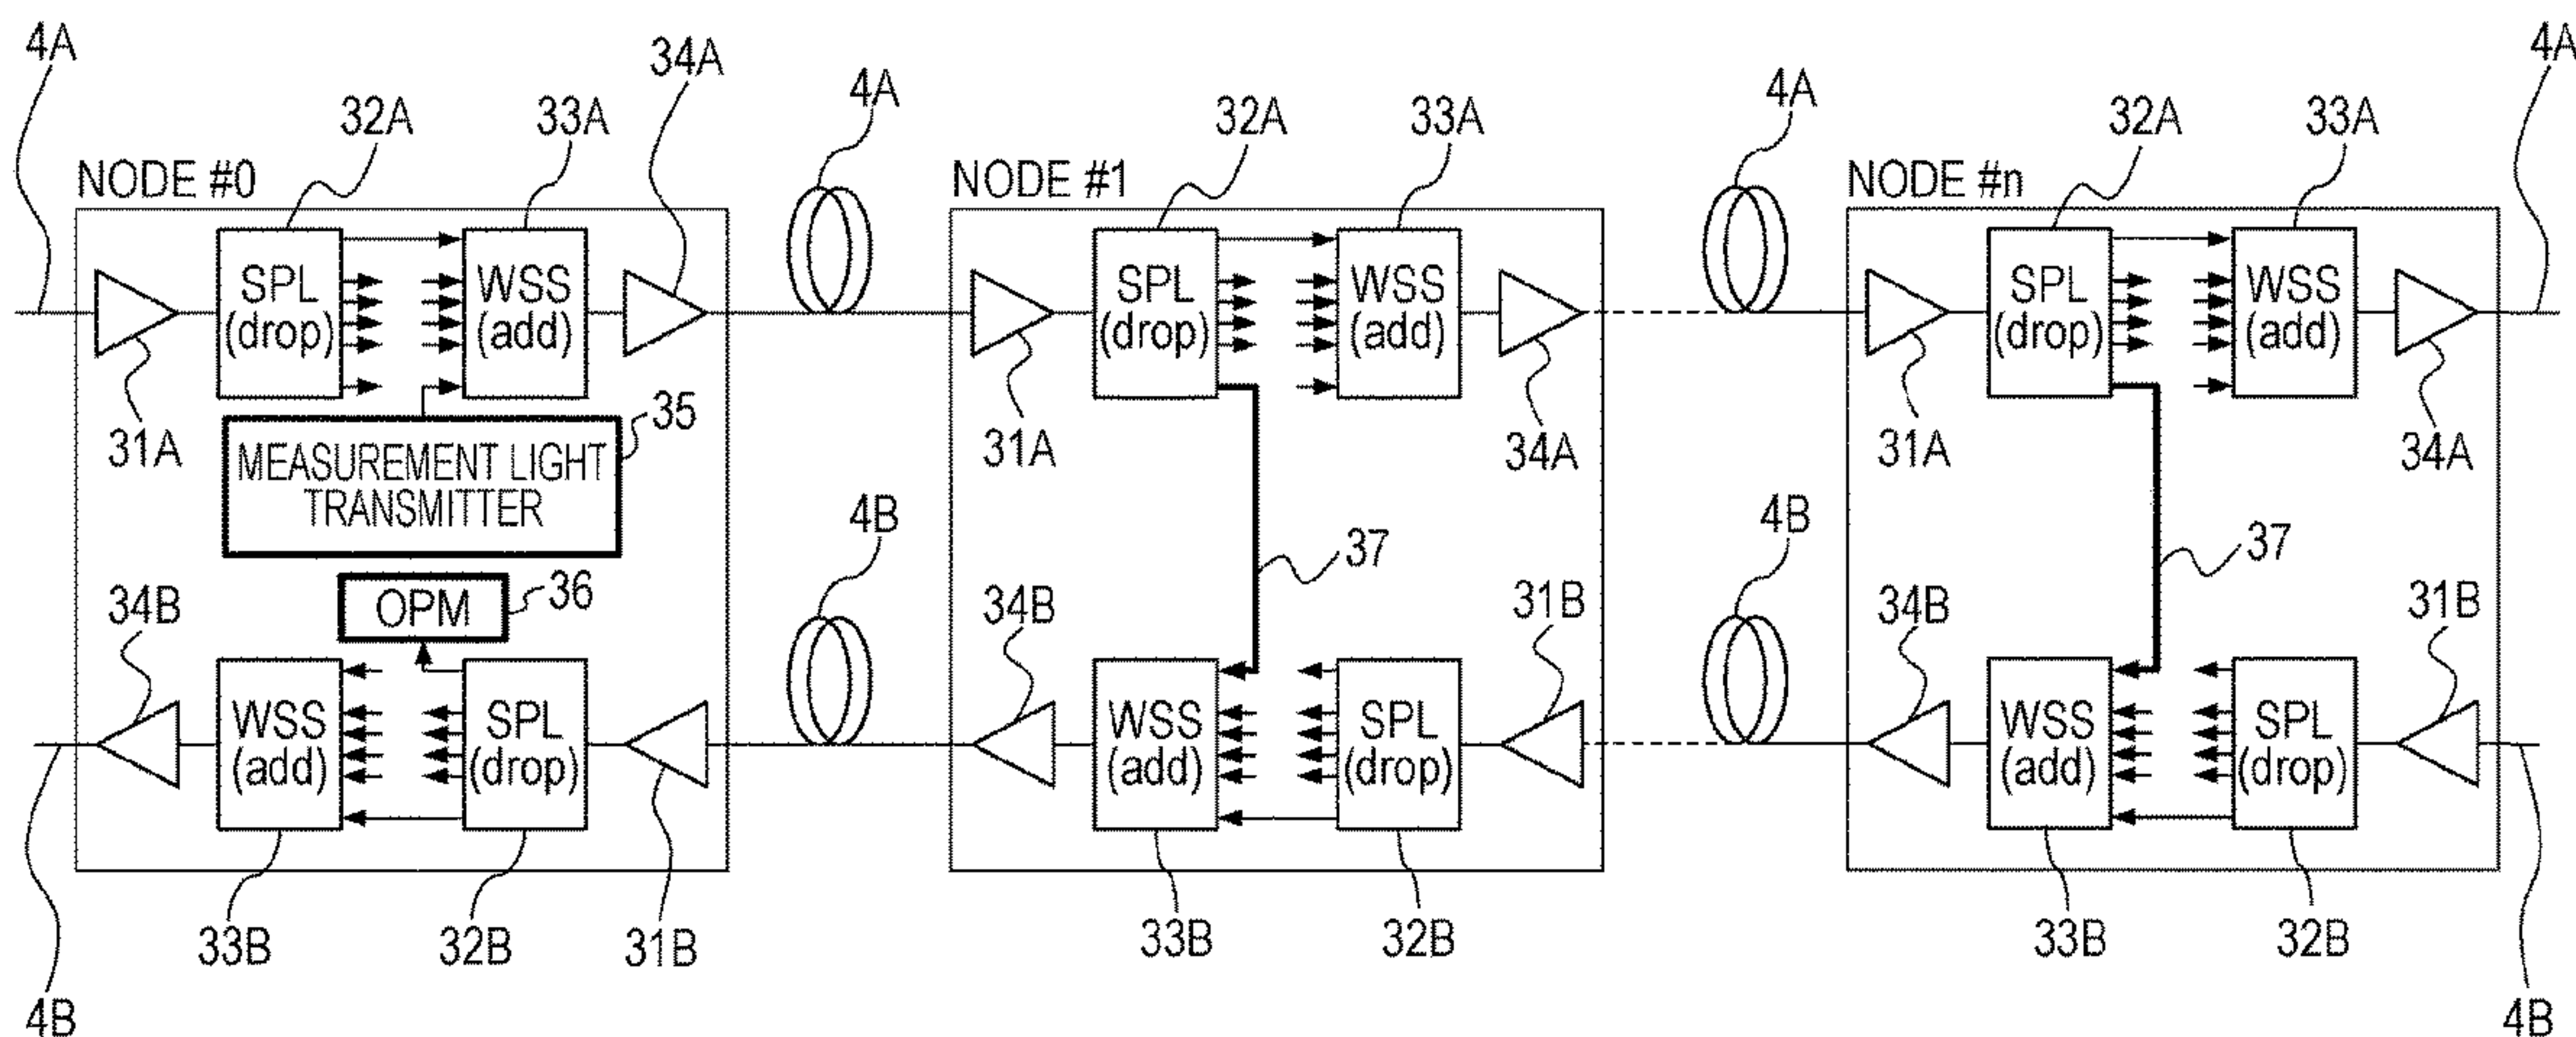 4A
34A
4A
4A
4A
32A
33A
32A
33A
32A
33A
NODE #0
NODE #1
NODE #n
SPL
(drop)
WSS
(add)
SPL
(drop)
WSS
(add)
SPL
(drop)
WSS
(add)
31A
35
31A
34A
31A
34A
MEASUREMENT LIGHT
TRANSMITTER
4B
4B
37
37
36
OPM
34B
34B
31B
34B
31B
WSS
(add)
SPL
(drop)
WSS
(add)
SPL
(drop)
WSS
(add)
SPL
(drop)
33B
32B
31B
33B
32B
33B
32B
4B
4B